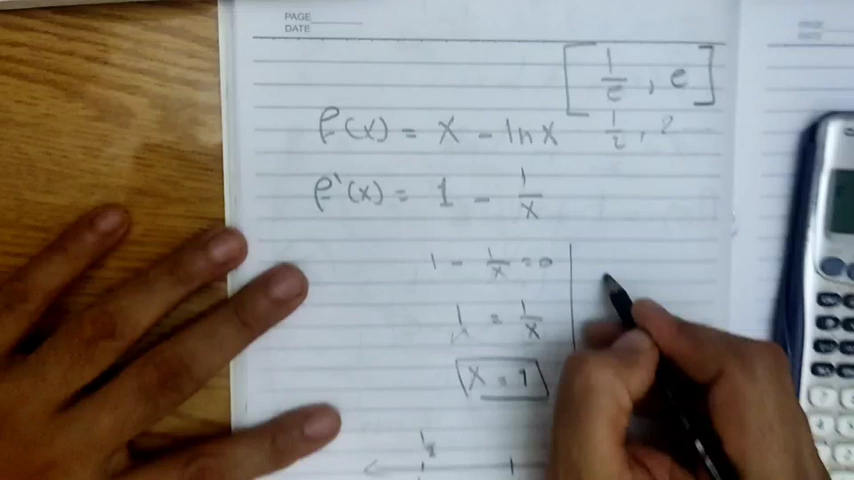 PAGE
DATE
[1/e, e]
f(x) = x - ln x
1/2, 2
f'(x) = 1 - 1/x
1 - 1/x = 0
1 = 1/x
x = 1